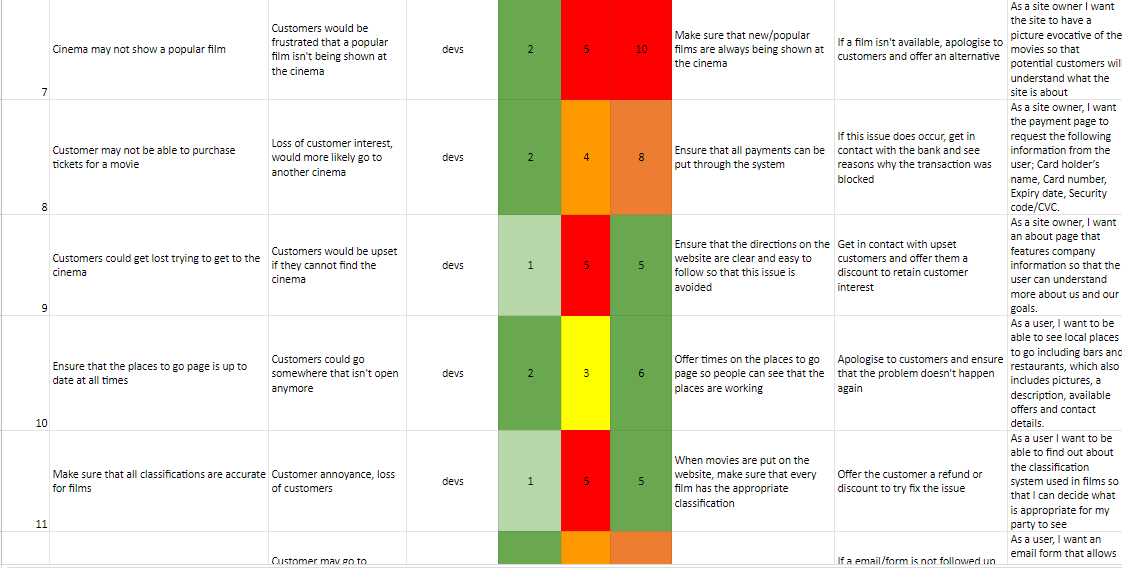 Cinema may not show a popular film
Customers would be
frustrated that a popular
film isn't being shown at
the cinema
devs
2
5
10
Make sure that new/popular
films are always being shown at
the cinema
If a film isn't available, apologise to
customers and offer an alternative
As a site owner I want
the site to have a
picture evocative of the
movies so that
potential customers wil
understand what the
site is about
7
Customer may not be able to purchase
tickets for a movie
Loss of customer interest,
would more likely go to
another cinema
devs
2
4
8
Ensure that all payments can be
put through the system
If this issue does occur, get in
contact with the bank and see
reasons why the transaction was
blocked
As a site owner, I want
the payment page to
request the following
information from the
user; Card holder's
name, Card number,
Expiry date, Security
code/CVC.
8
Customers could get lost trying to get to the
cinema
Customers would be upset
if they cannot find the
cinema
devs
1
5
5
Ensure that the directions on the
website are clear and easy to
follow so that this issue is
avoided
Get in contact with upset
customers and offer them a
discount to retain customer
interest
As a site owner, I want
an about page that
features company
information so that the
user can understand
more about us and our
goals.
9
Ensure that the places to go page is up to
date at all times
Customers could go
somewhere that isn't open
anymore
devs
2
3
6
Offer times on the places to go
page so people can see that the
places are working
Apologise to customers and ensure
that the problem doesn't happen
again
As a user, I want to be
able to see local places
to go including bars and
restaurants, which also
includes pictures, a
description, available
offers and contact
details.
10
Make sure that all classifications are accurate
for films
Customer annoyance, loss
of customers
devs
1
5
5
When movies are put on the
website, make sure that every
film has the appropriate
classification
Offer the customer a refund or
discount to try fix the issue
As a user I want to be
able to find out about
the classification
system used in films so
that I can decide what
is appropriate for my
party to see
11
Customer may go to
If a email/form is not followed up
As a user, I want an
email form that allows